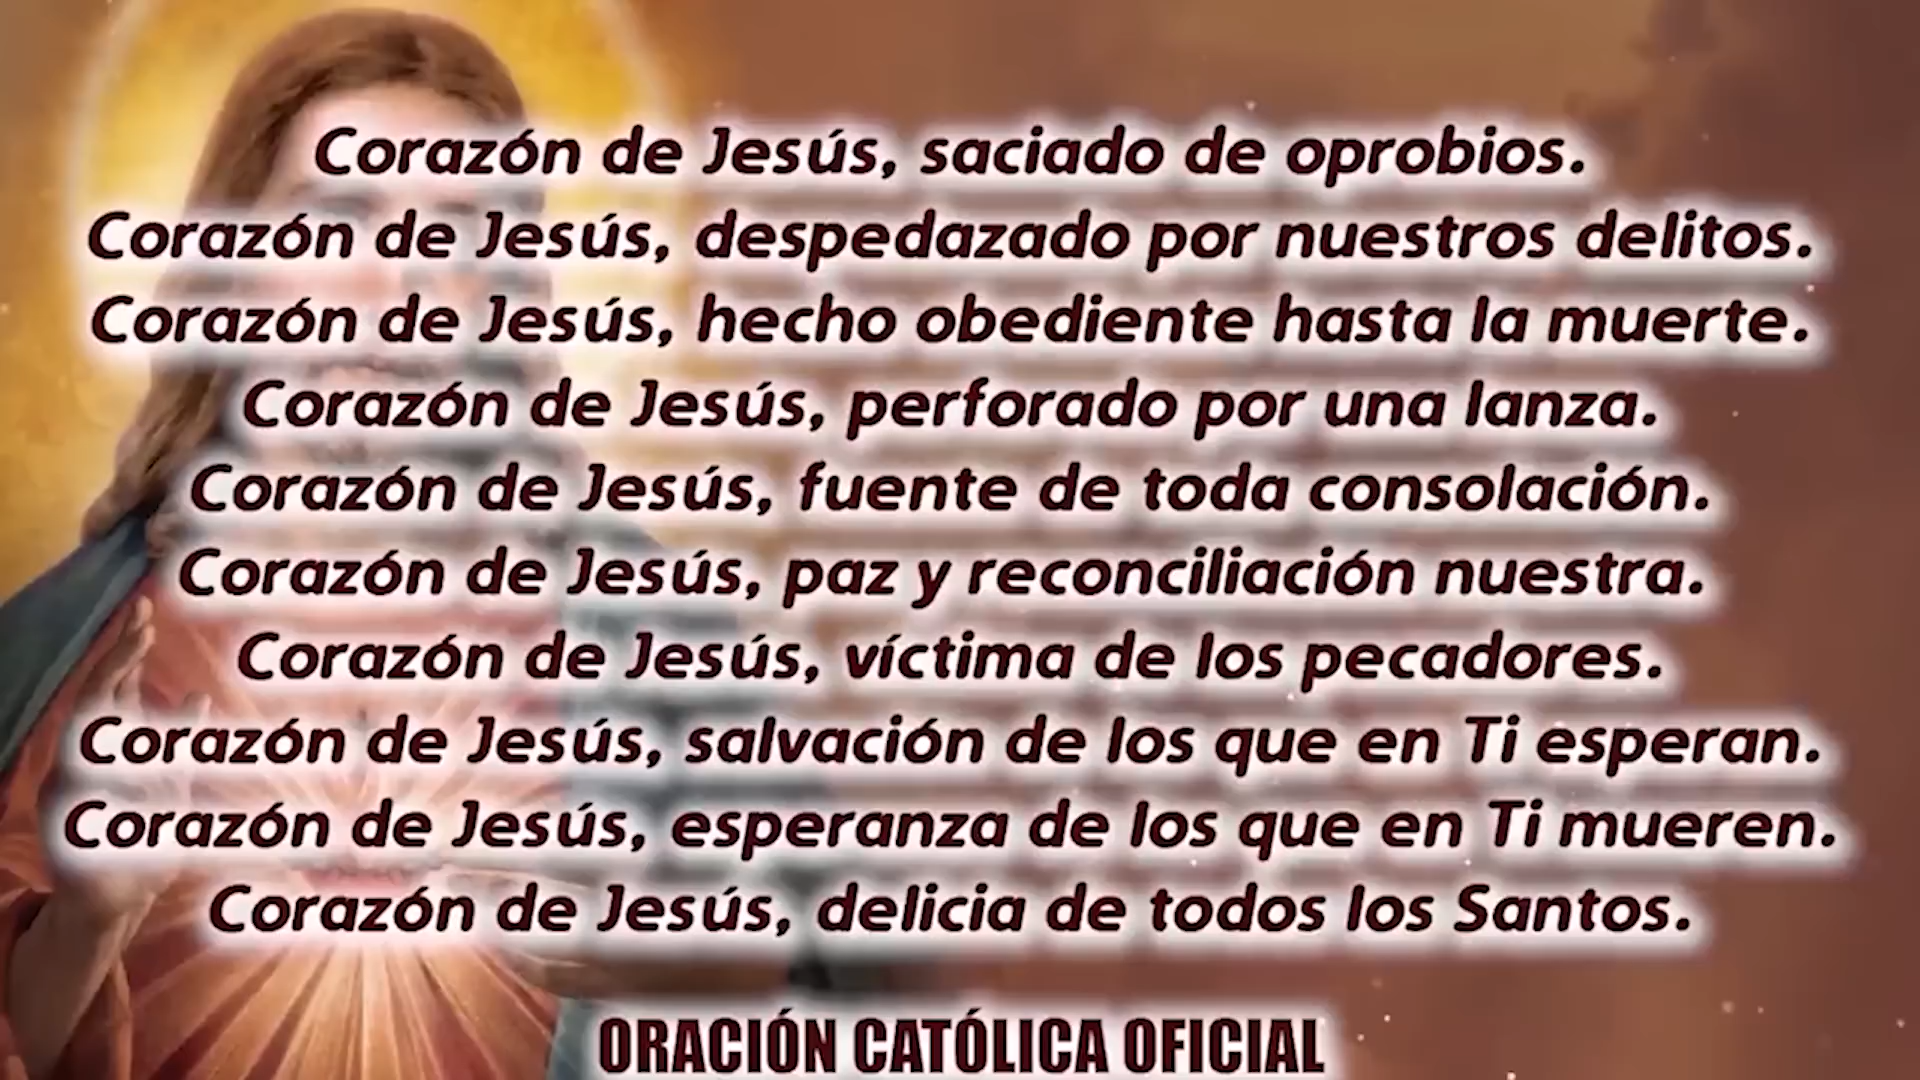 Corazón de Jesús, saciado de oprobios.
Corazón de Jesús, despedazado por nuestros delitos.
Corazón de Jesús, hecho obediente hasta la muerte.
Corazón de Jesús, perforado por una lanza.
Corazón de Jesús, fuente de toda consolación.
Corazón de Jesús, paz y reconciliación nuestra.
Corazón de Jesús, víctima de los pecadores.
Corazón de Jesús, salvación de los que en Ti esperan.
Corazón de Jesús, esperanza de los que en Ti mueren.
Corazón de Jesús, delicia de todos los Santos.
ORACIÓN CATÓLICA OFICIAL